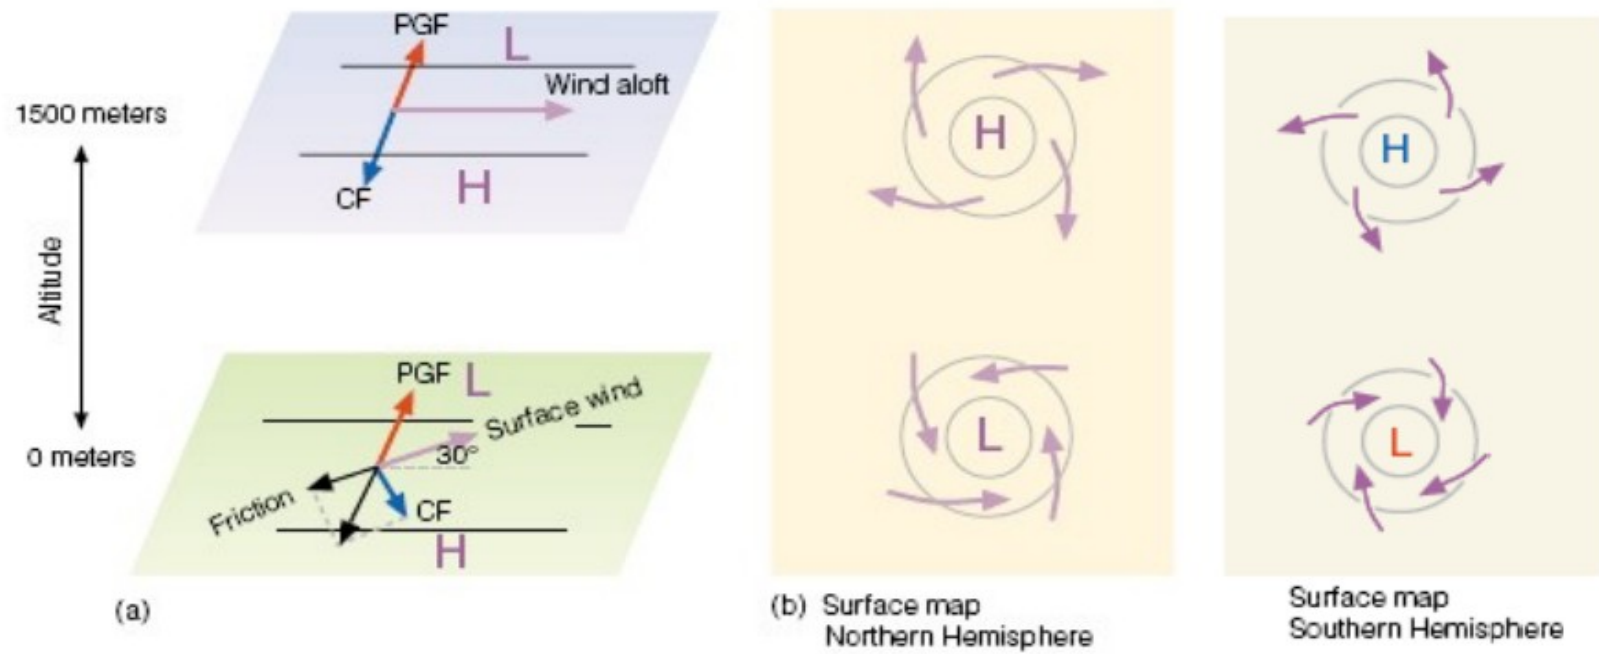 PGF
L
Wind aloft
1500 meters
CF
H
Altitude
PGF
L
Surface wind
0 meters
30°
Friction
CF
H
(a)
H
L
(b) Surface map
Northern Hemisphere
H
L
Surface map
Southern Hemisphere